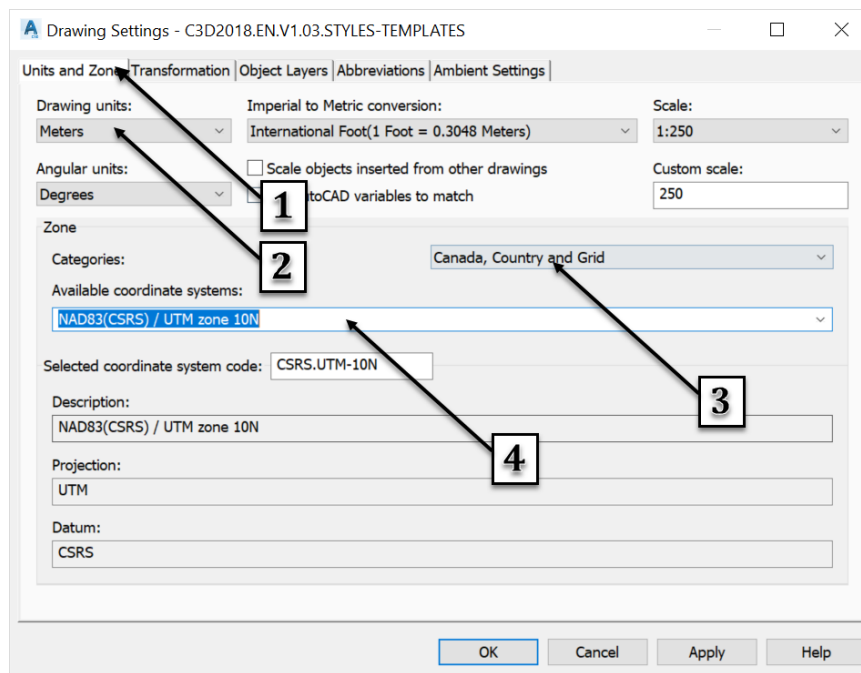 Drawing Settings - C3D2018.EN.V1.03.STYLES-TEMPLATES
Units and Zone Transformation Object Layers Abbreviations Ambient Settings
Drawing units: Imperial to Metric conversion: Scale:
Meters International Foot(1 Foot = 0.3048 Meters) 1:250
Angular units: Scale objects inserted from other drawings Custom scale:
Degrees AutoCAD variables to match 250
1
Zone
2
Categories: Canada, Country and Grid
Available coordinate systems:
NAD83(CSRS) / UTM zone 10N
Selected coordinate system code: CSRS.UTM-10N
3
Description:
NAD83(CSRS) / UTM zone 10N
4
Projection:
UTM
Datum:
CSRS
OK Cancel Apply Help